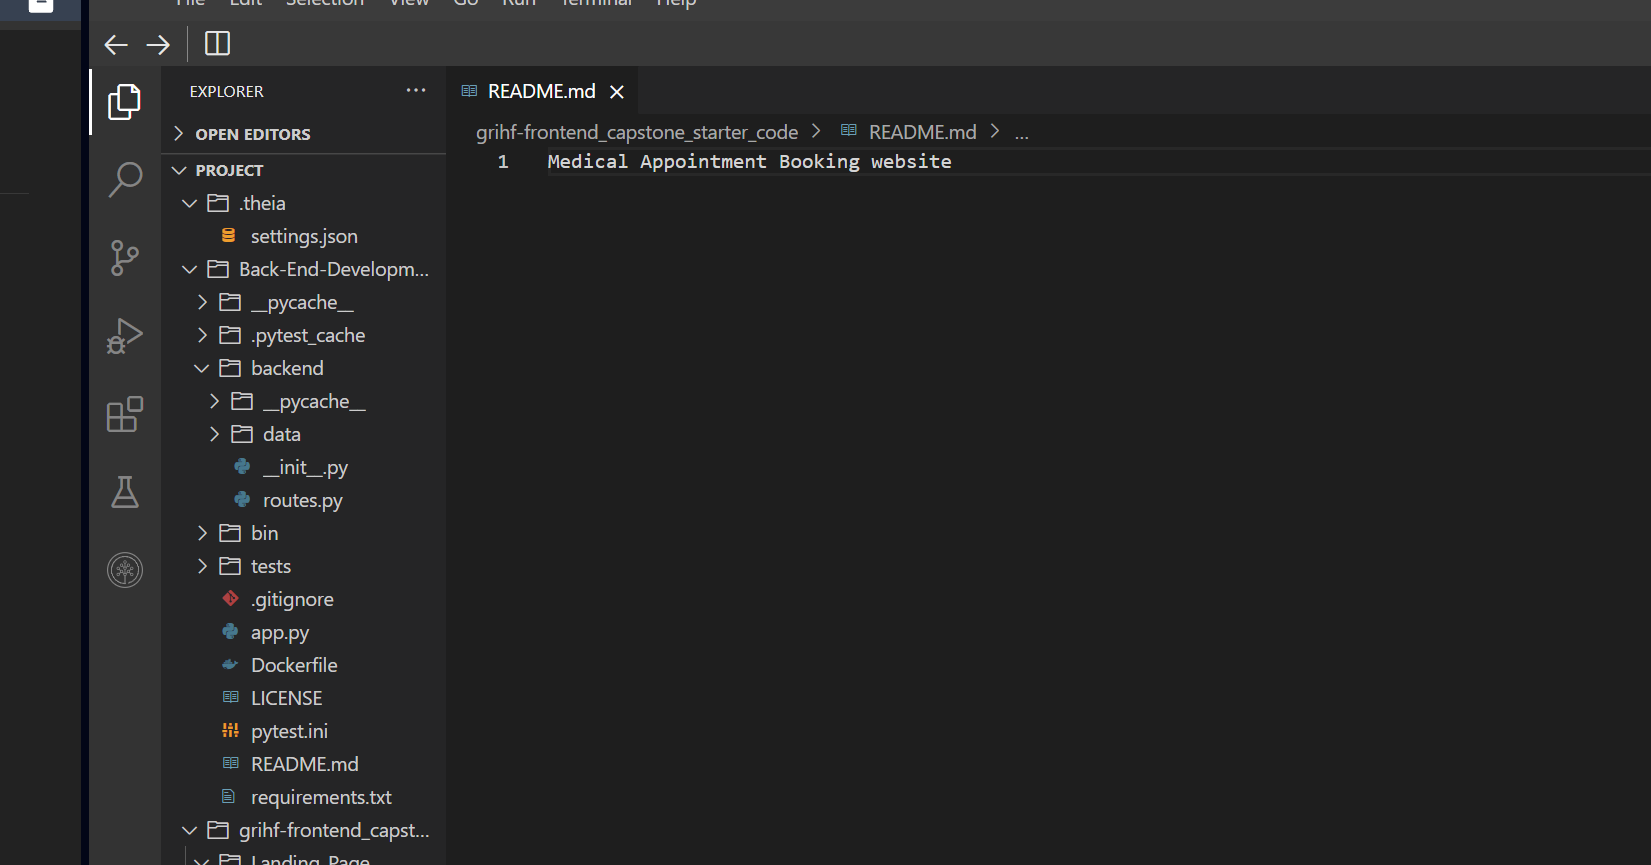 File Edit Selection View Go Run Terminal Help
EXPLORER
OPEN EDITORS
PROJECT
.theia
settings.json
Back-End-Developm...
__pycache__
.pytest_cache
backend
__pycache__
data
__init__.py
routes.py
bin
tests
.gitignore
app.py
Dockerfile
LICENSE
pytest.ini
README.md
requirements.txt
grihf-frontend_capst...
Landing_Page
README.md
grihf-frontend_capstone_starter_code > README.md > ...
1 Medical Appointment Booking website